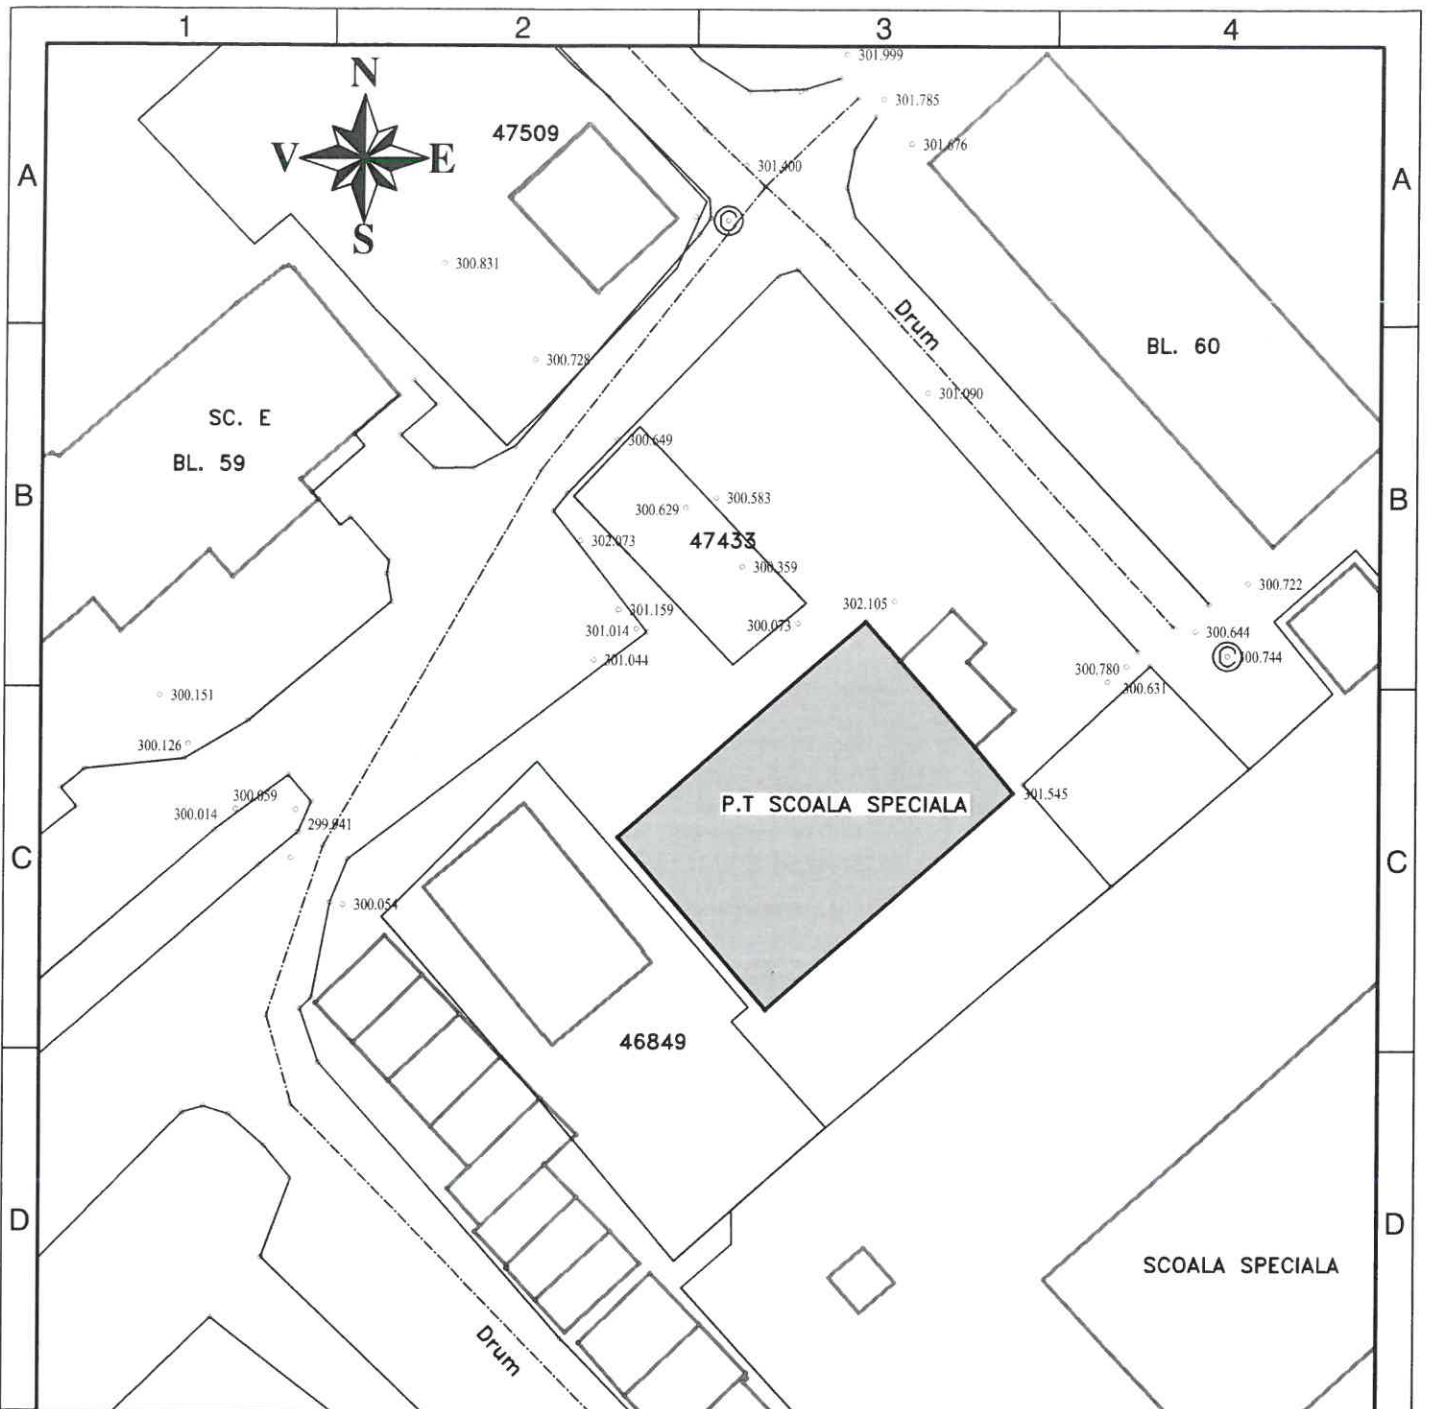 1 2 3 4
301.999
N
301.785
47509
301.676
V E
301.400
A A
S
300.831
Drum
BL. 60
300.728
301.090
SC. E
300.649
BL. 59
B 300.583 B
300.629
302.073 47433
300.359
300.722
302.105
301.159
300.073
301.014 300.644
301.044 300.744
300.780
300.631
300.151
300.126
300.059 301.545
P.T SCOALA SPECIALA
300.014
299.941
C C
300.054
46849
D D
SCOALA SPECIALA
Drum